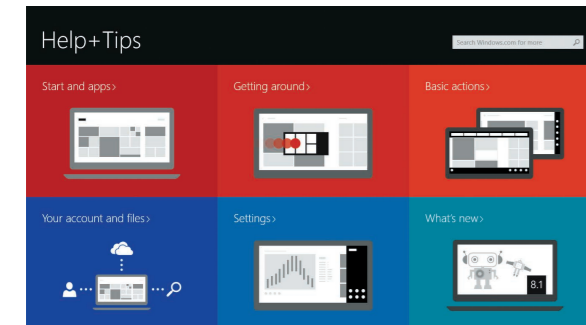 Help+Tips
Search Windows.com for more
Start and apps>
Getting around>
Basic actions>
Your account and files>
Settings>
What's new>
8.1